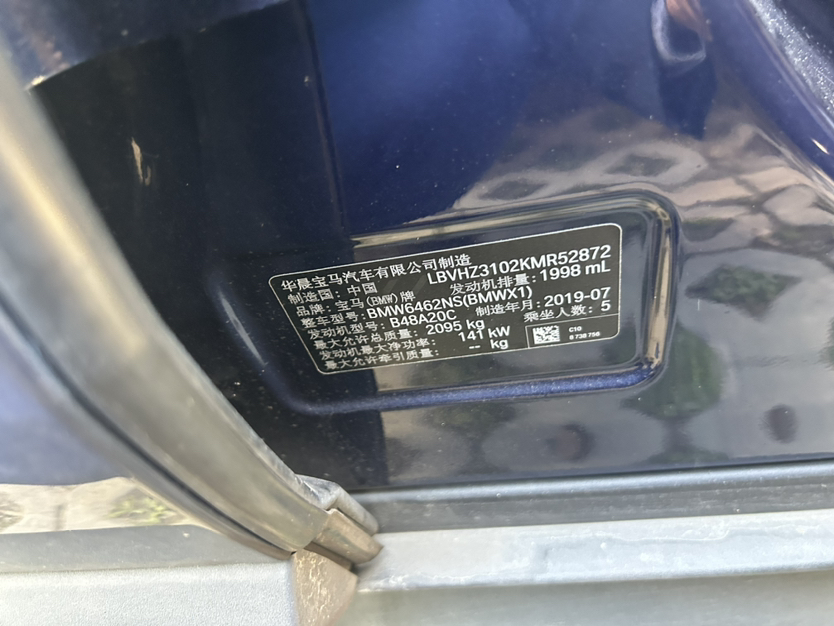 华晨宝马汽车有限公司制造
制造国：中国 LBVHZ3102KMR52872
品牌：宝马(BMW)牌 发动机排量：1998 mL
整车型号：BMW6462NS(BMWX1)
发动机型号：B48A20C 制造年月：2019-07
最大允许总质量： 2095 kg 乘坐人数：5
发动机最大净功率： 141 kW
最大允许牵引质量： -- kg
C10
8 738 756